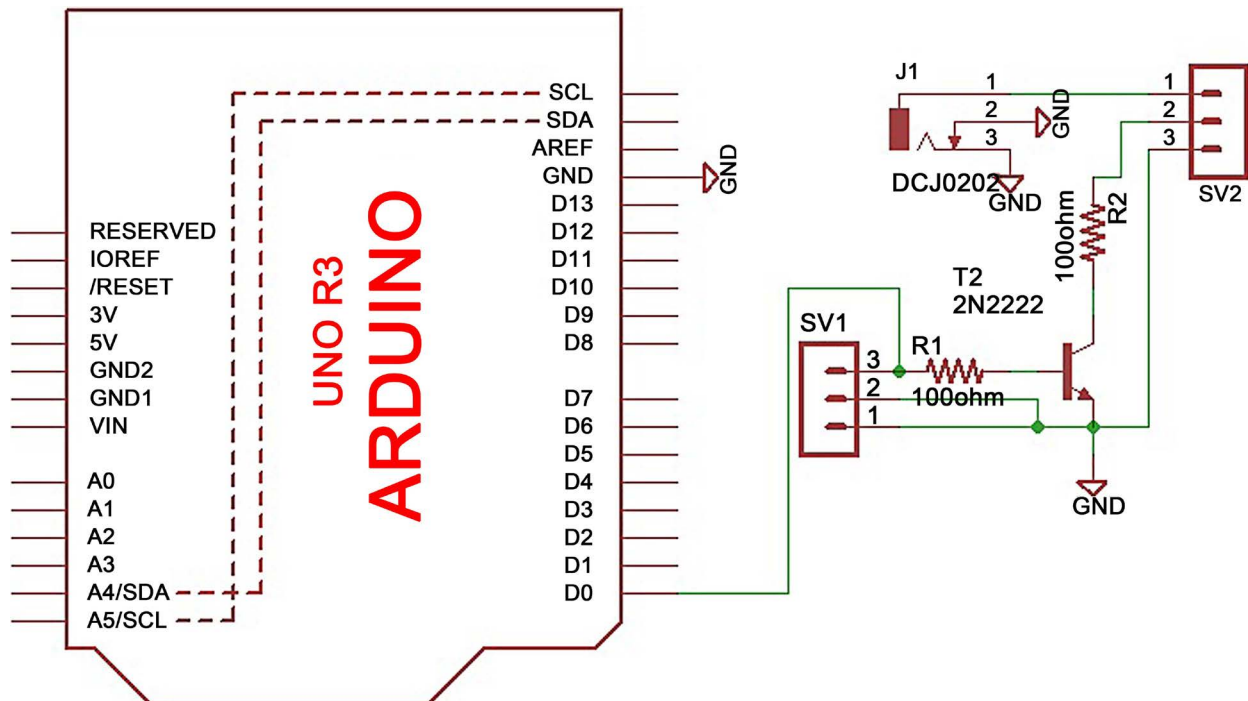 SCL
SDA
AREF
GND
D13
D12
D11
D10
D9
D8
D7
D6
D5
D4
D3
D2
D1
D0
GND
RESERVED
IOREF
/RESET
3V
5V
GND2
GND1
VIN
A0
A1
A2
A3
A4/SDA
A5/SCL
UNO R3
ARDUINO
J1
1
2
3
GND
DCJ0202
GND
1
2
3
SV2
R2
100ohm
T2
2N2222
SV1
3
2
1
R1
100ohm
GND